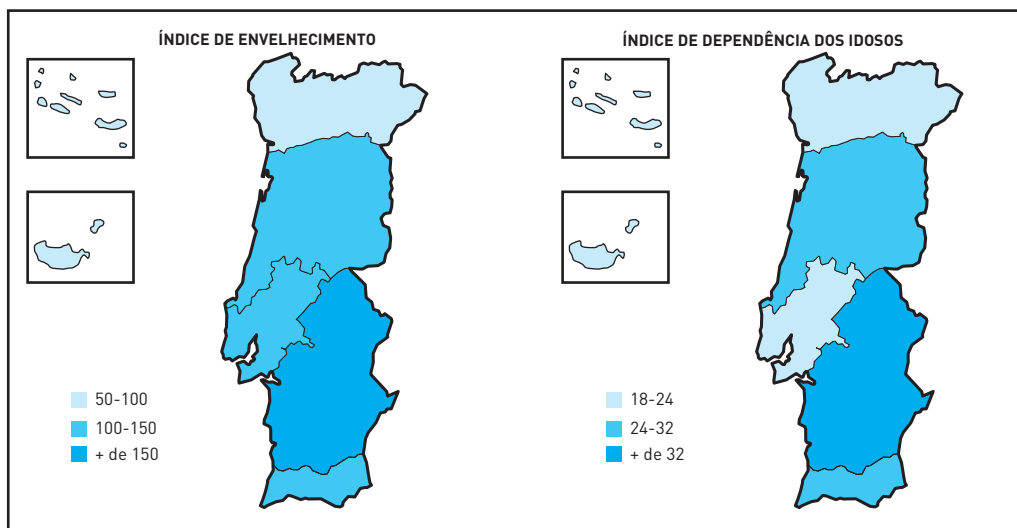 ÍNDICE DE ENVELHECIMENTO
50-100
100-150
+ de 150
ÍNDICE DE DEPENDÊNCIA DOS IDOSOS
18-24
24-32
+ de 32